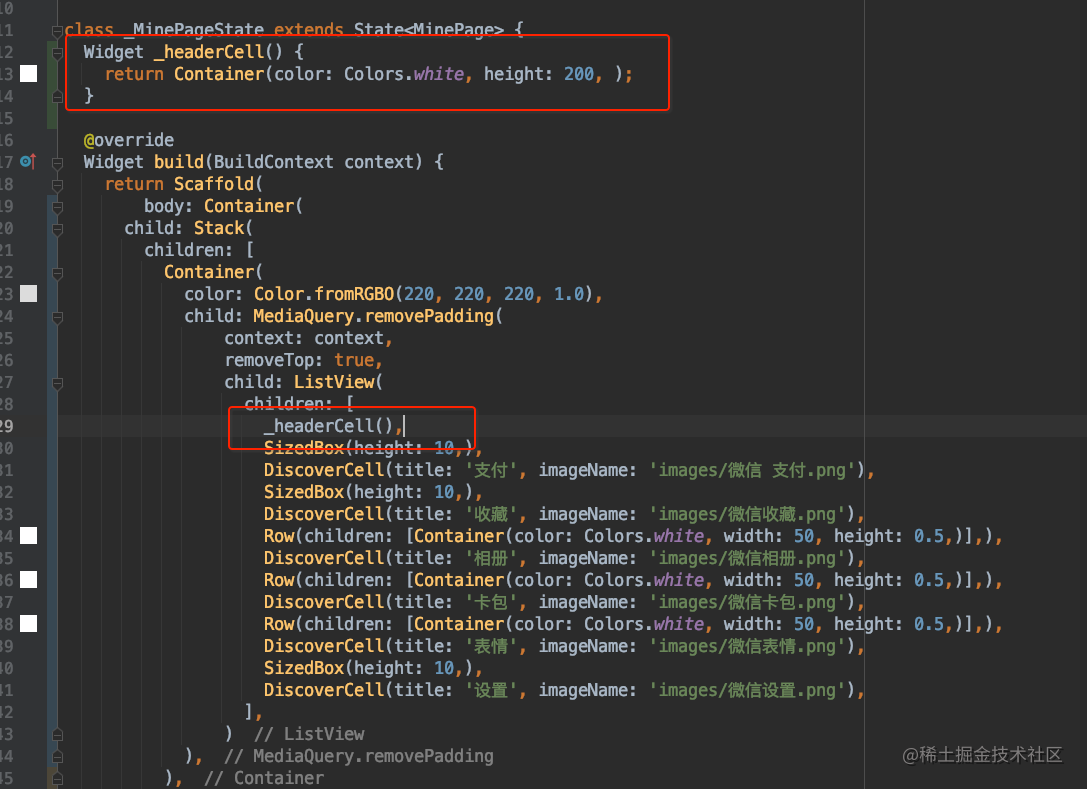 10
11 class _MinePageState extends State<MinePage> {
12 Widget _headerCell() {
13 return Container(color: Colors.white, height: 200, );
14 }
15
16 @override
17 Widget build(BuildContext context) {
18 return Scaffold(
19 body: Container(
20 child: Stack(
21 children: [
22 Container(
23 color: Color.fromRGBO(220, 220, 220, 1.0),
24 child: MediaQuery.removePadding(
25 context: context,
26 removeTop: true,
27 child: ListView(
28 children: [
29 _headerCell(),
30 SizedBox(height: 10,),
31 DiscoverCell(title: '支付', imageName: 'images/微信 支付.png'),
32 SizedBox(height: 10,),
33 DiscoverCell(title: '收藏', imageName: 'images/微信收藏.png'),
34 Row(children: [Container(color: Colors.white, width: 50, height: 0.5,)],),
35 DiscoverCell(title: '相册', imageName: 'images/微信相册.png'),
36 Row(children: [Container(color: Colors.white, width: 50, height: 0.5,)],),
37 DiscoverCell(title: '卡包', imageName: 'images/微信卡包.png'),
38 Row(children: [Container(color: Colors.white, width: 50, height: 0.5,)],),
39 DiscoverCell(title: '表情', imageName: 'images/微信表情.png'),
40 SizedBox(height: 10,),
41 DiscoverCell(title: '设置', imageName: 'images/微信设置.png'),
42 ],
43 ) // ListView
44 ), // MediaQuery.removePadding
45 ), // Container
@稀土掘金技术社区